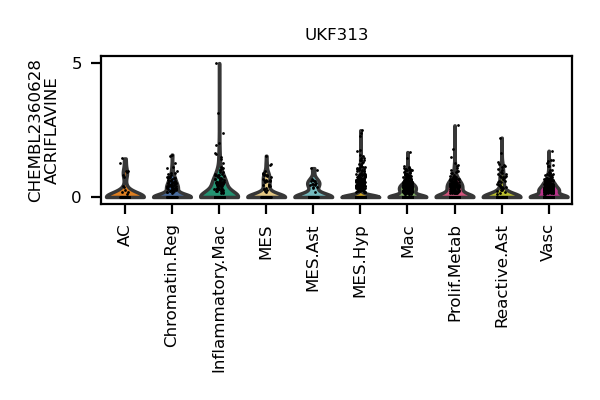 UKF313
CHEMBL2360628
ACRIFLAVINE
5
0
AC
Chromatin.Reg
Inflammatory.Mac
MES
MES.Ast
MES.Hyp
Mac
Prolif.Metab
Reactive.Ast
Vasc